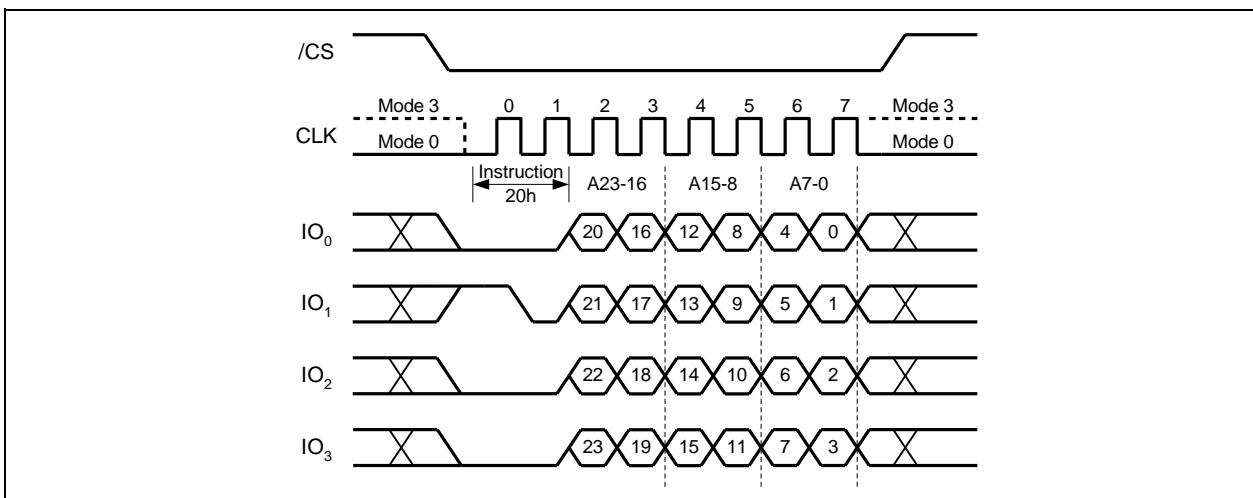 /CS
Mode 3 0 1 2 3 4 5 6 7 Mode 3
CLK
Mode 0 Mode 0
Instruction
20h
A23-16 A15-8 A7-0
IO0 20 16 12 8 4 0
IO1 21 17 13 9 5 1
IO2 22 18 14 10 6 2
IO3 23 19 15 11 7 3